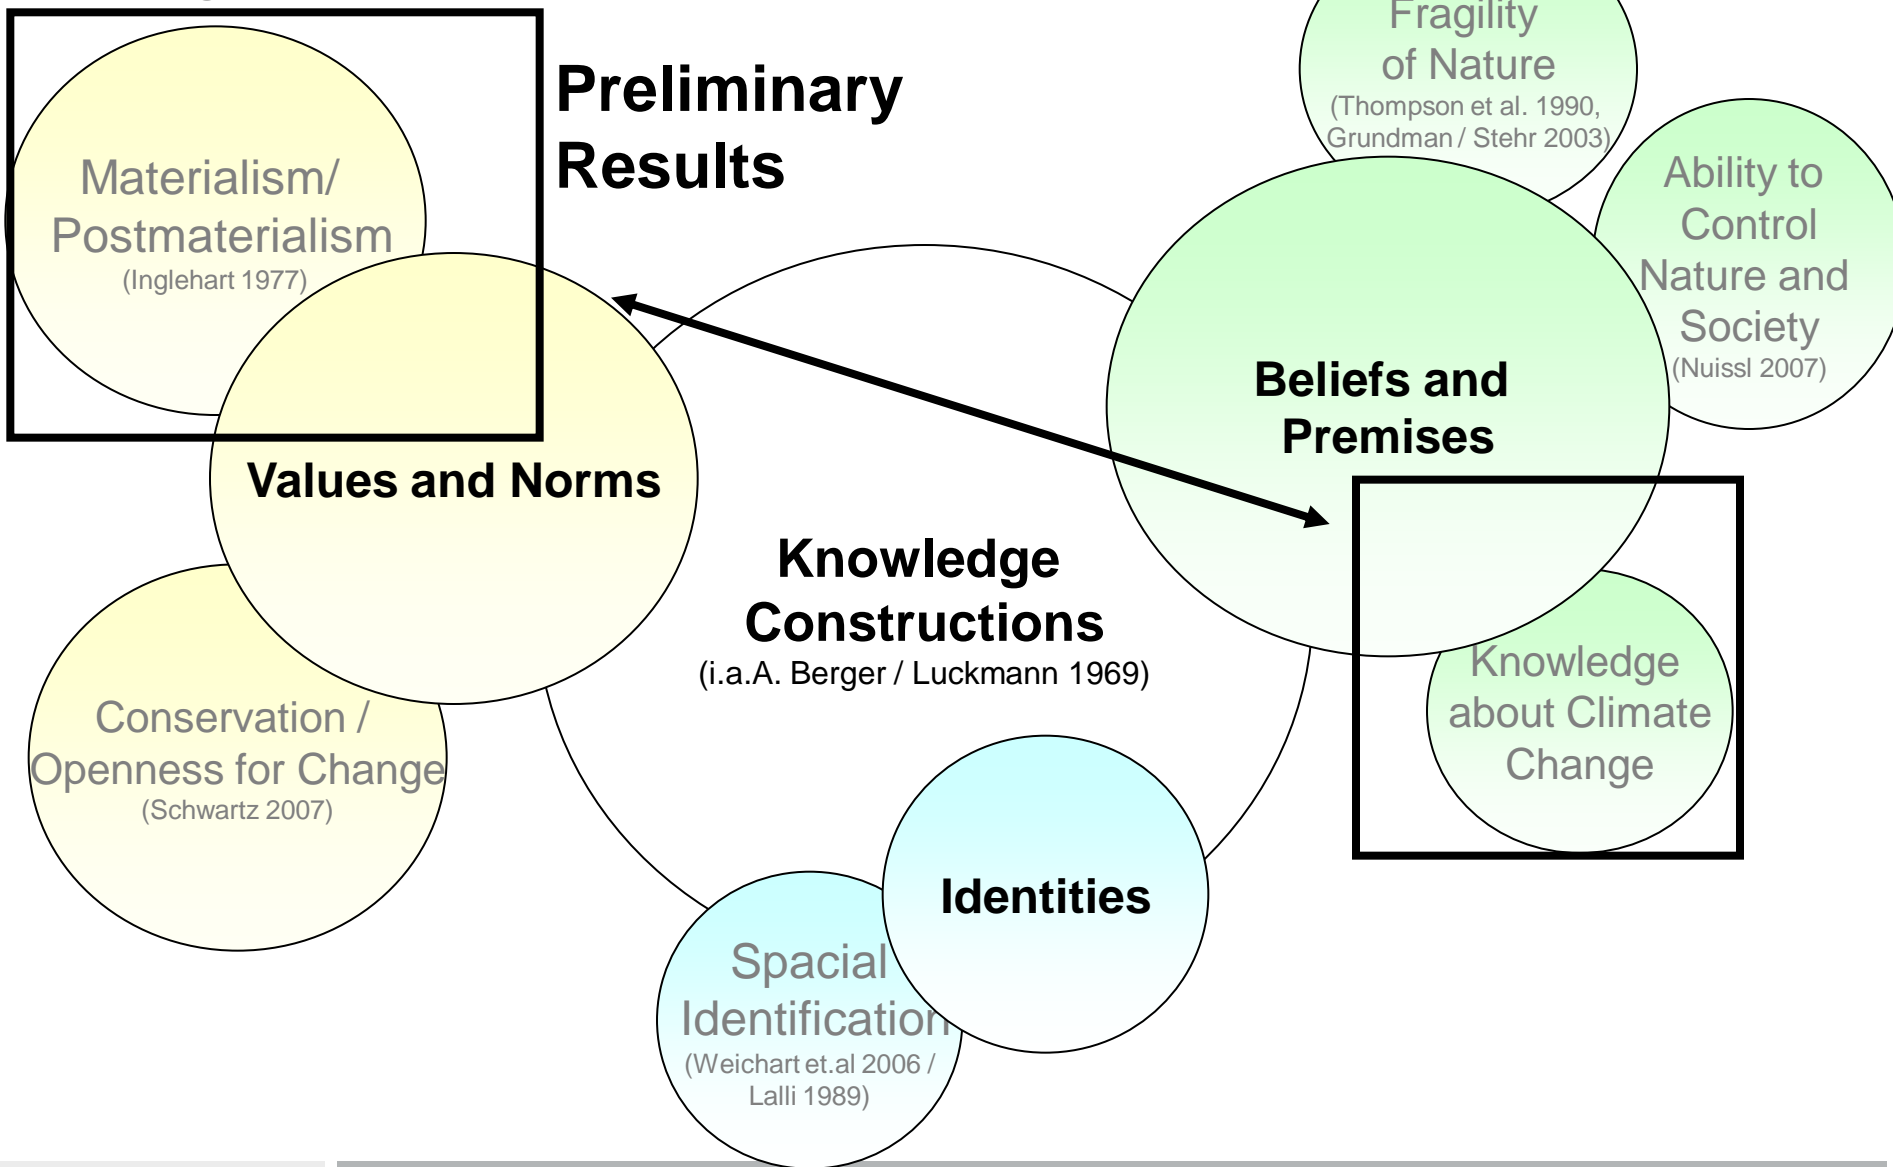 Fragility
of Nature
(Thompson et al. 1990,
Grundman / Stehr 2003)
Preliminary
Results
Materialism/
Postmaterialism
(Inglehart 1977)
Ability to
Control
Nature and
Society
(Nuissl 2007)
Beliefs and
Premises
Values and Norms
Knowledge
Constructions
(i.a.A. Berger / Luckmann 1969)
Knowledge
about Climate
Change
Conservation /
Openness for Change
(Schwartz 2007)
Identities
Spacial
Identification
(Weichart et.al 2006 /
Lalli 1989)